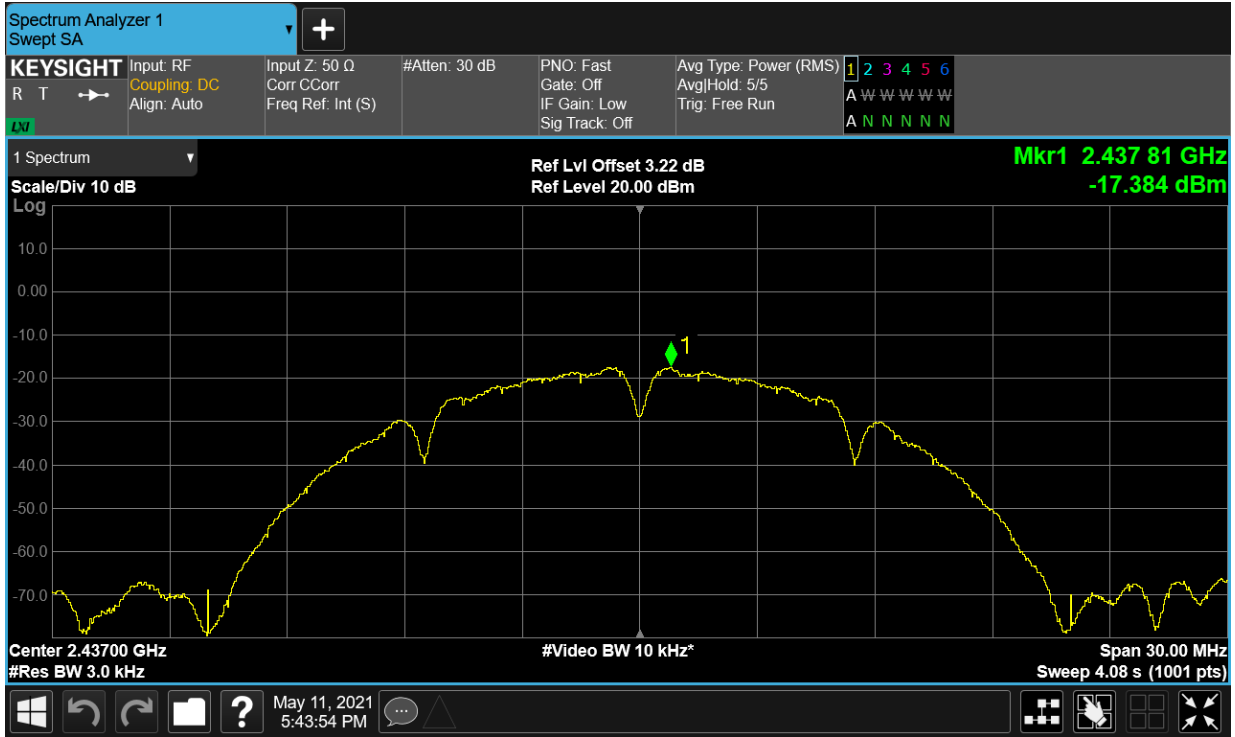 Spectrum Analyzer 1
Swept SA
▼
+
KEYSIGHT
R T
LXI
Input: RF
Coupling: DC
Align: Auto
Input Z: 50 Ω
Corr CCorr
Freq Ref: Int (S)
#Atten: 30 dB
PNO: Fast
Gate: Off
IF Gain: Low
Sig Track: Off
Avg Type: Power (RMS)
Avg|Hold: 5/5
Trig: Free Run
1 2 3 4 5 6
A W W W W W
A N N N N N
1 Spectrum ▼
Scale/Div 10 dB
Log
Ref Lvl Offset 3.22 dB
Ref Level 20.00 dBm
Mkr1 2.437 81 GHz
-17.384 dBm
10.0
0.00
-10.0
1
-20.0
-30.0
-40.0
-50.0
-60.0
-70.0
Center 2.43700 GHz
#Res BW 3.0 kHz
#Video BW 10 kHz*
Span 30.00 MHz
Sweep 4.08 s (1001 pts)
?
May 11, 2021
5:43:54 PM